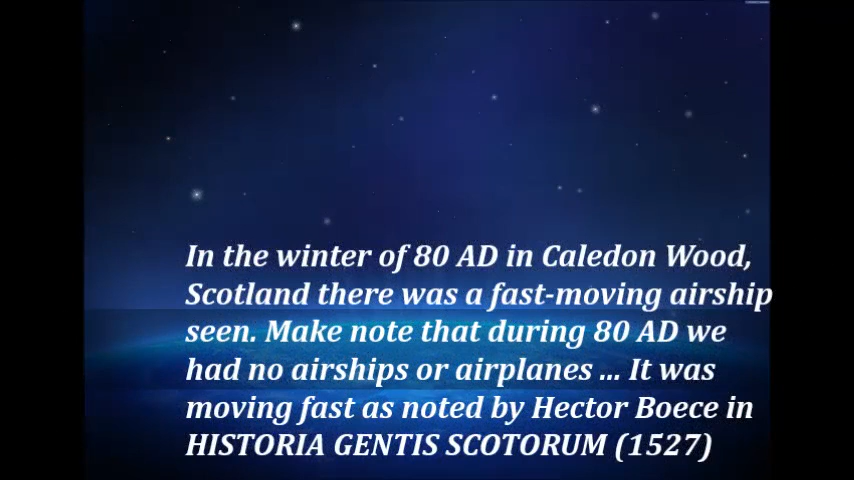 In the winter of 80 AD in Caledon Wood,
Scotland there was a fast-moving airship
seen. Make note that during 80 AD we
had no airships or airplanes ... It was
moving fast as noted by Hector Boece in
HISTORIA GENTIS SCOTORUM (1527)